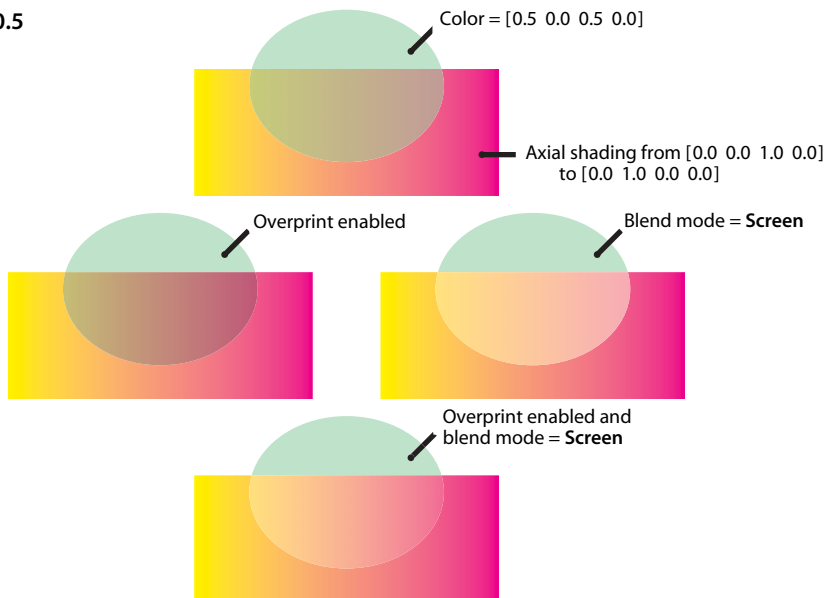 0.5
Color = [0.5 0.0 0.5 0.0]
Axial shading from [0.0 0.0 1.0 0.0]
to [0.0 1.0 0.0 0.0]
Overprint enabled
Blend mode = Screen
Overprint enabled and
blend mode = Screen